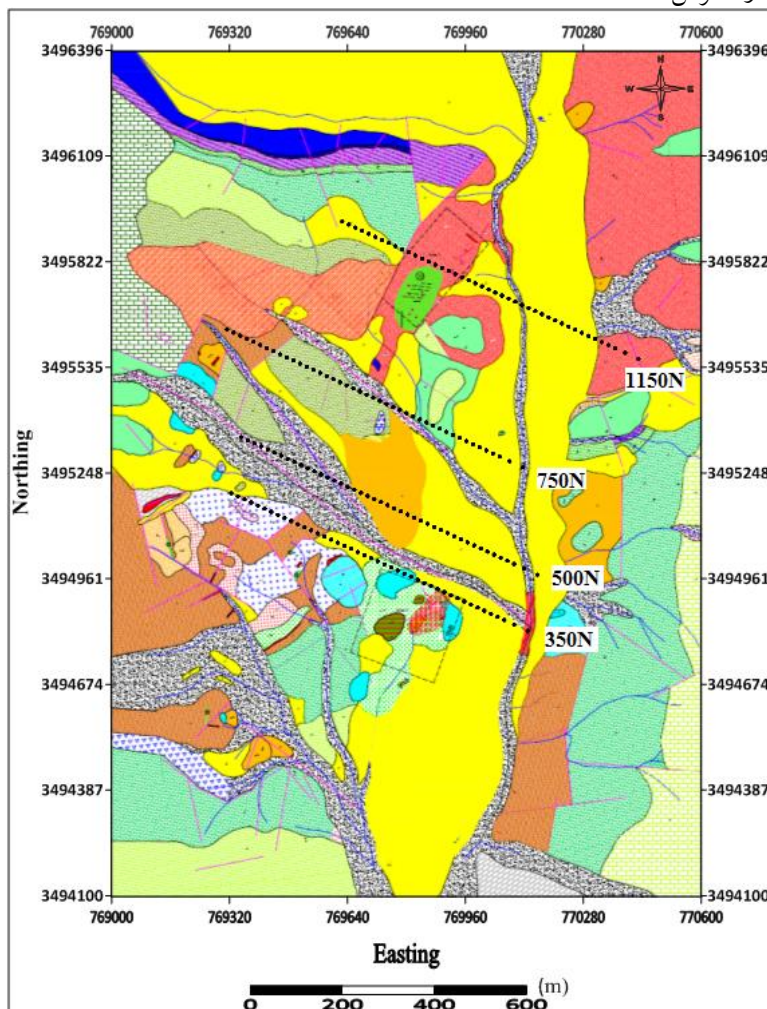 769000 769320 769640 769960 770280 770600
3496396 3496396
N
W E
S
3496109 3496109
3495822 3495822
3495535 3495535
1150N
3495248 3495248
750N
500N
3494961 3494961
350N
3494674 3494674
3494387 3494387
3494100 3494100
769000 769320 769640 769960 770280 770600
Northing
Easting
(m)
0 200 400 600